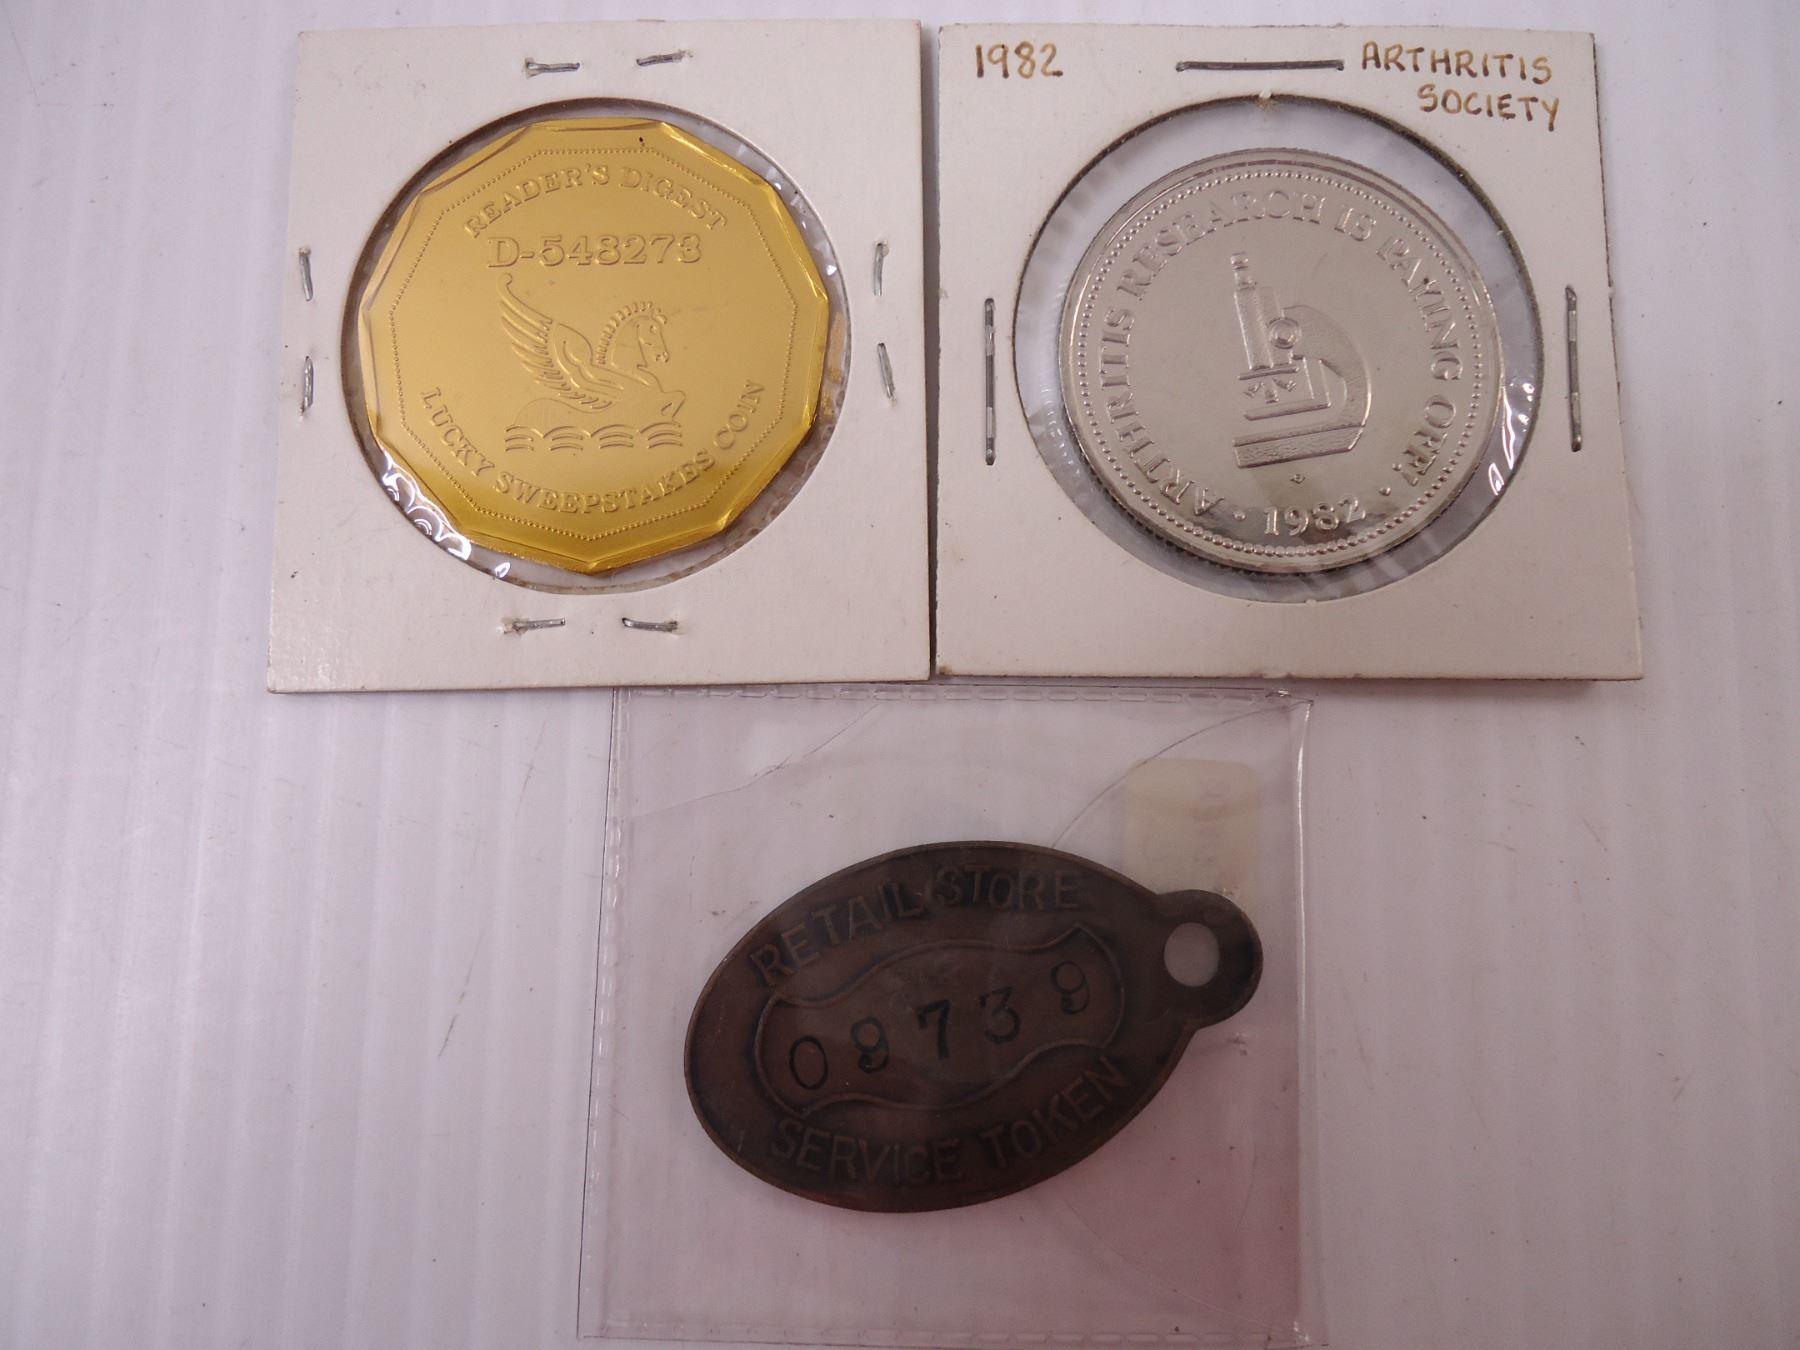 READER'S DIGEST
D-548273
LUCKY SWEEPSTAKES COIN
1982
ARTHRITIS
SOCIETY
ARTHRITIS RESEARCH IS PAYING OFF!
• 1982 •
RETAIL STORE
09739
SERVICE TOKEN